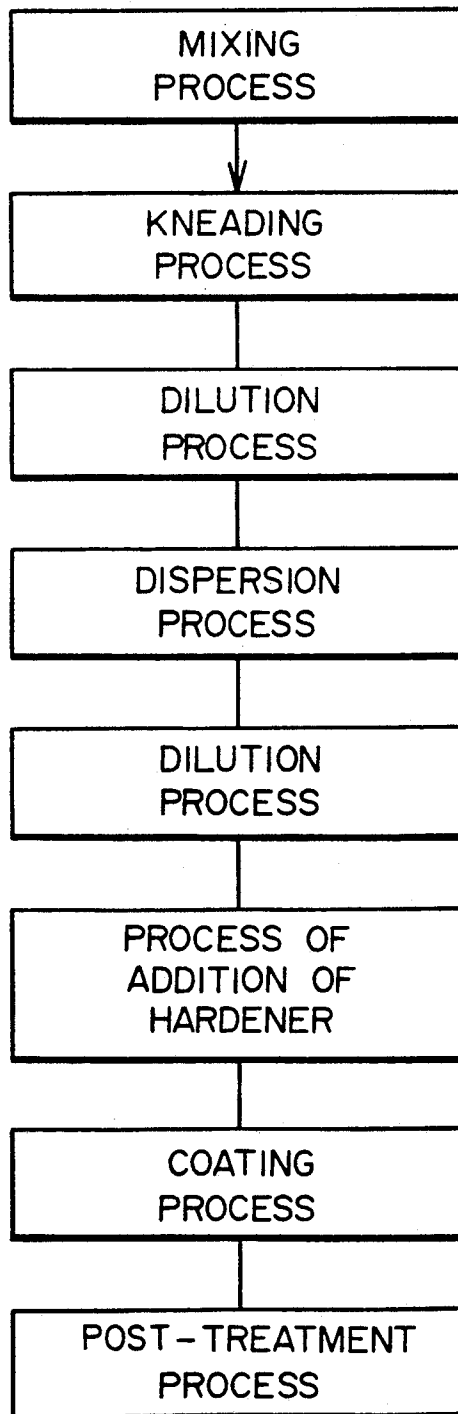 MIXING
PROCESS
KNEADING
PROCESS
DILUTION
PROCESS
DISPERSION
PROCESS
DILUTION
PROCESS
PROCESS OF
ADDITION OF
HARDENER
COATING
PROCESS
POST-TREATMENT
PROCESS